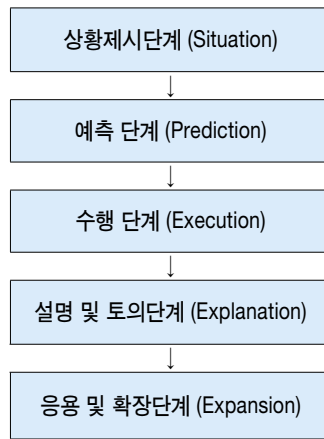 상황제시단계 (Situation)
↓
예측 단계 (Prediction)
↓
수행 단계 (Execution)
↓
설명 및 토의단계 (Explanation)
↓
응용 및 확장단계 (Expansion)